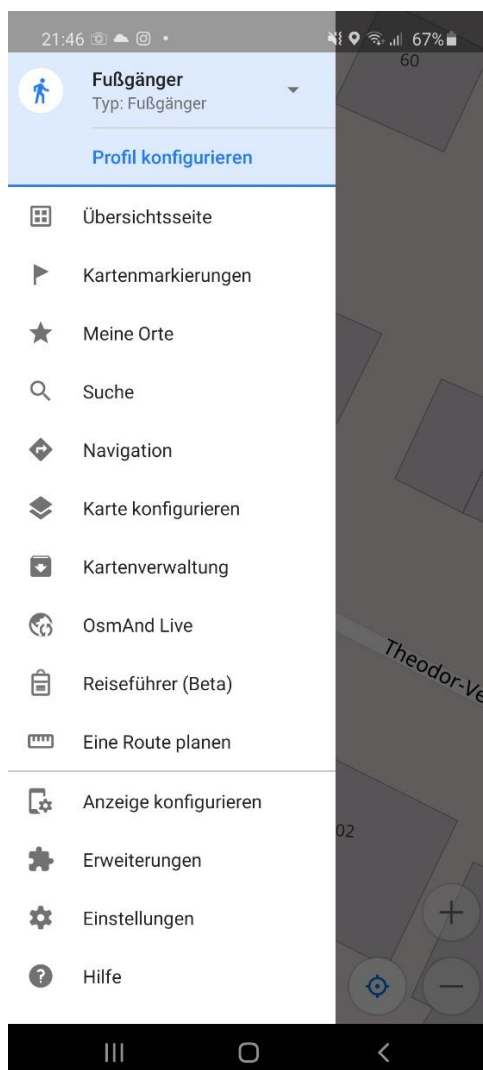 21:46
67%
60
Fußgänger
Typ: Fußgänger
Profil konfigurieren
Übersichtsseite
Kartenmarkierungen
Meine Orte
Suche
Navigation
Karte konfigurieren
Kartenverwaltung
OsmAnd Live
Theodor-Ve
Reiseführer (Beta)
Eine Route planen
Anzeige konfigurieren
02
Erweiterungen
Einstellungen
Hilfe